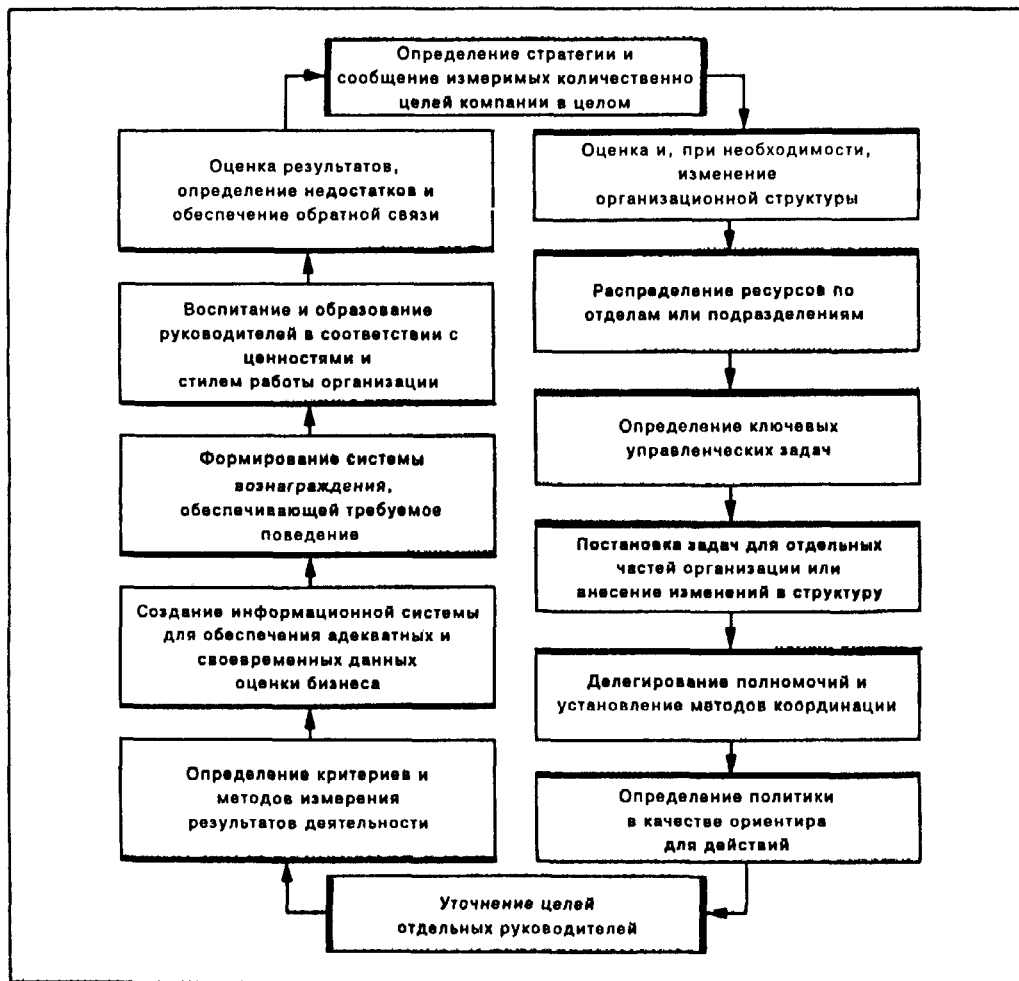 Определение стратегии и
сообщение измеримых количественно
целей компании в целом
Оценка и, при необходимости,
изменение
организационной структуры
Распределение ресурсов по
отделам или подразделениям
Определение ключевых
управленческих задач
Постановка задач для отдельных
частей организации или
анесение изменений в структуру
Делегирование полномочий и
установление методов координации
Определение политики
в качестве ориентира
для действий
Уточнение целей
отдельных руководителей
Определение критериев и
методов измерения
результатов деятельности
Создание информационной системы
для обеспечения адекватных и
своевременных данных
оценки бизнеса
Формирование системы
вознаграждения,
обеспечивающей требуемое
поведение
Воспитание и образование
руководителей в соответствии с
ценностями и
стилем работы организации
Оценка результатов,
определение недостатков и
обеспечение обратной связи